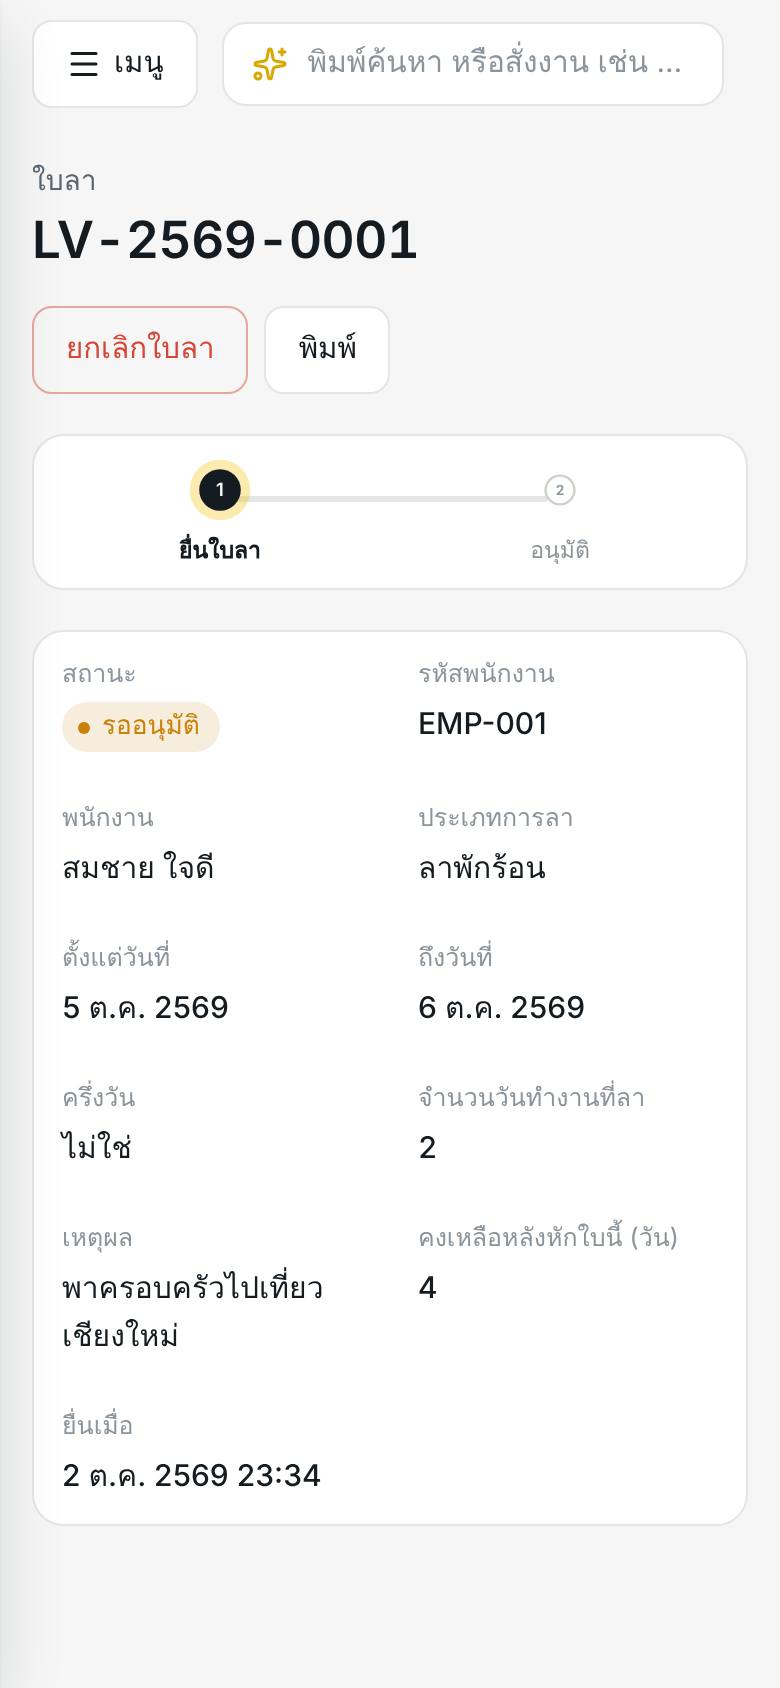 เมนู
พิมพ์ค้นหา หรือสั่งงาน เช่น ...
ใบลา
LV-2569-0001
ยกเลิกใบลา
พิมพ์
1
2
ยื่นใบลา
อนุมัติ
สถานะ
รหัสพนักงาน
รออนุมัติ
EMP-001
พนักงาน
ประเภทการลา
สมชาย ใจดี
ลาพักร้อน
ตั้งแต่วันที่
ถึงวันที่
5 ต.ค. 2569
6 ต.ค. 2569
ครึ่งวัน
จำนวนวันทำงานที่ลา
ไม่ใช่
2
เหตุผล
คงเหลือหลังหักใบนี้ (วัน)
พาครอบครัวไปเที่ยว
เชียงใหม่
4
ยื่นเมื่อ
2 ต.ค. 2569 23:34